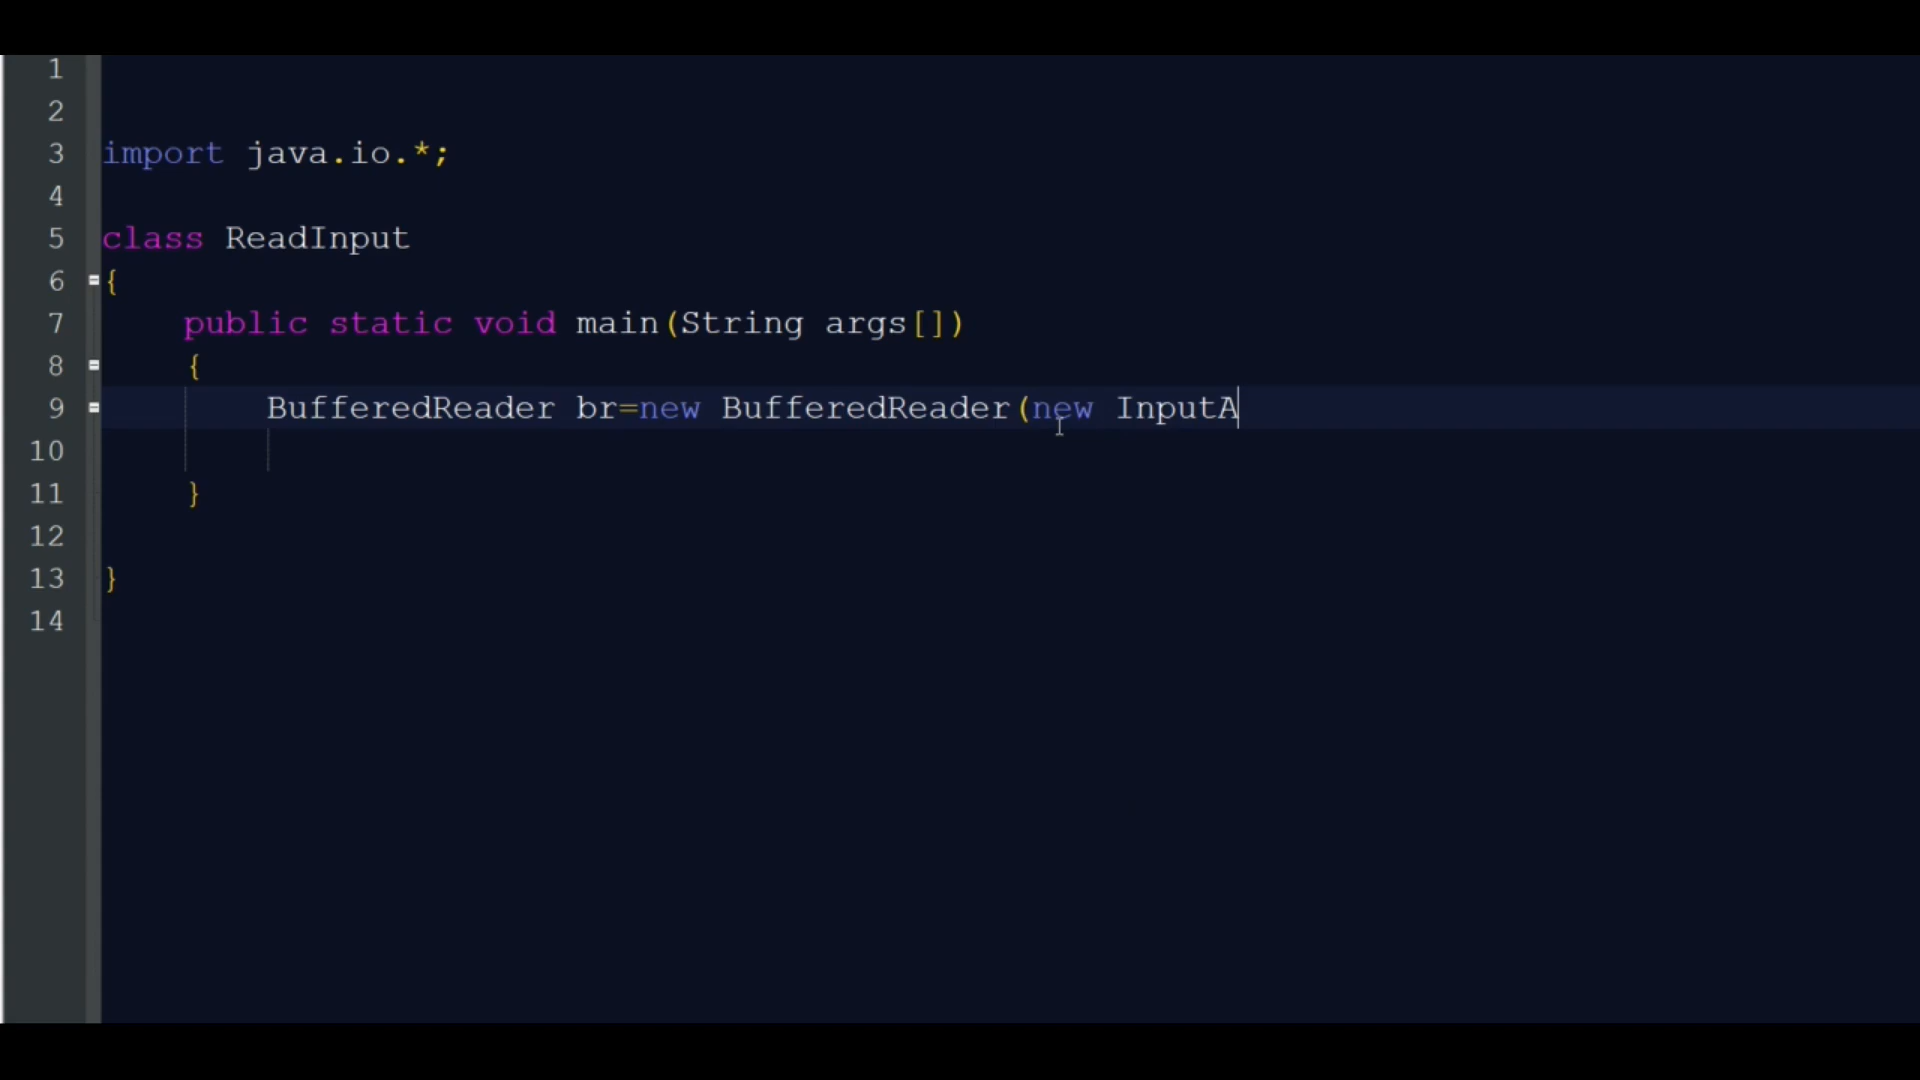 1
2
3 import java.io.*;
4
5 class ReadInput
6 {
7 public static void main(String args[])
8 {
9 BufferedReader br=new BufferedReader(new InputA
10
11 }
12
13 }
14